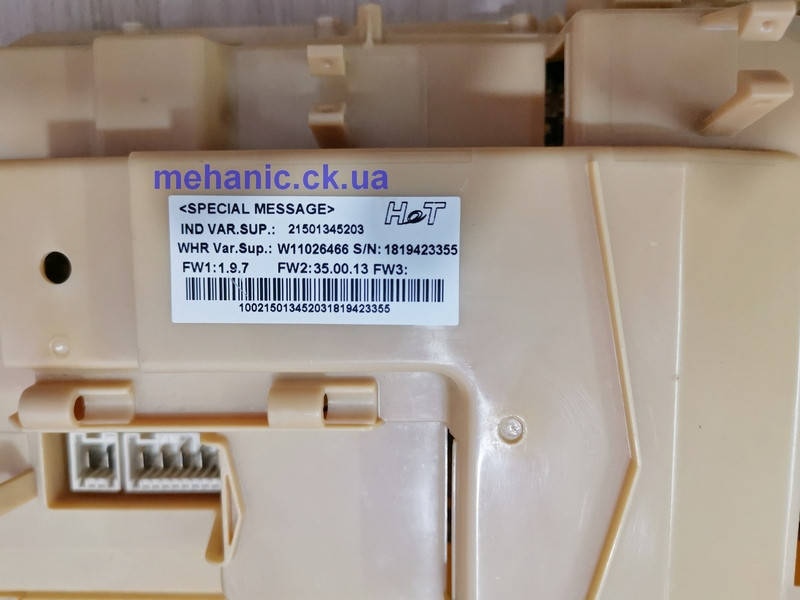 mehanic.ck.ua
<SPECIAL MESSAGE> HOT
IND VAR.SUP.: 21501345203
WHR Var.Sup.: W11026466 S/N: 1819423355
FW1:1.9.7 FW2:35.00.13 FW3:
100215013452031819423355